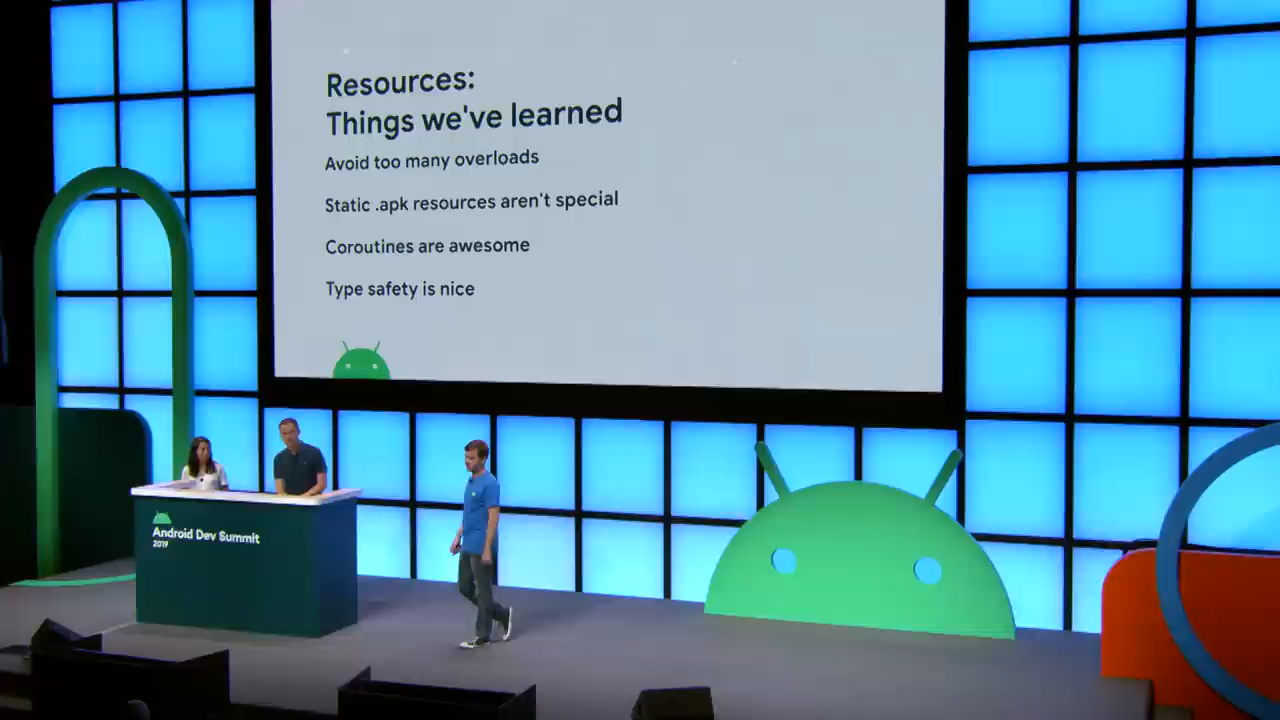 Resources:
Things we've learned
Avoid too many overloads
Static .apk resources aren't special
Coroutines are awesome
Type safety is nice
Android Dev Summit
2019